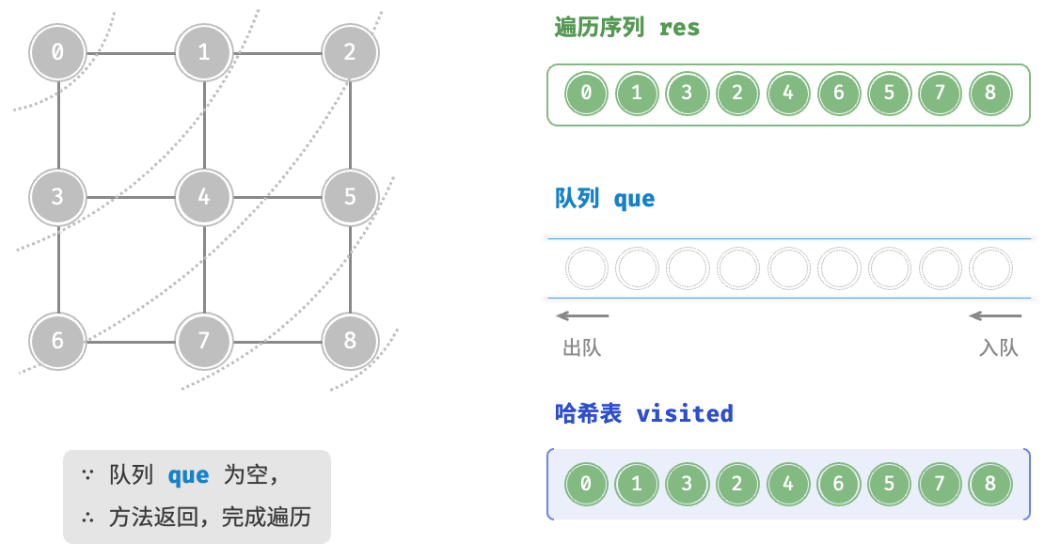 0 1 2
3 4 5
6 7 8
∵ 队列 que 为空，
∴ 方法返回，完成遍历
遍历序列 res
0 1 3 2 4 6 5 7 8
队列 que
出队 入队
哈希表 visited
0 1 3 2 4 6 5 7 8